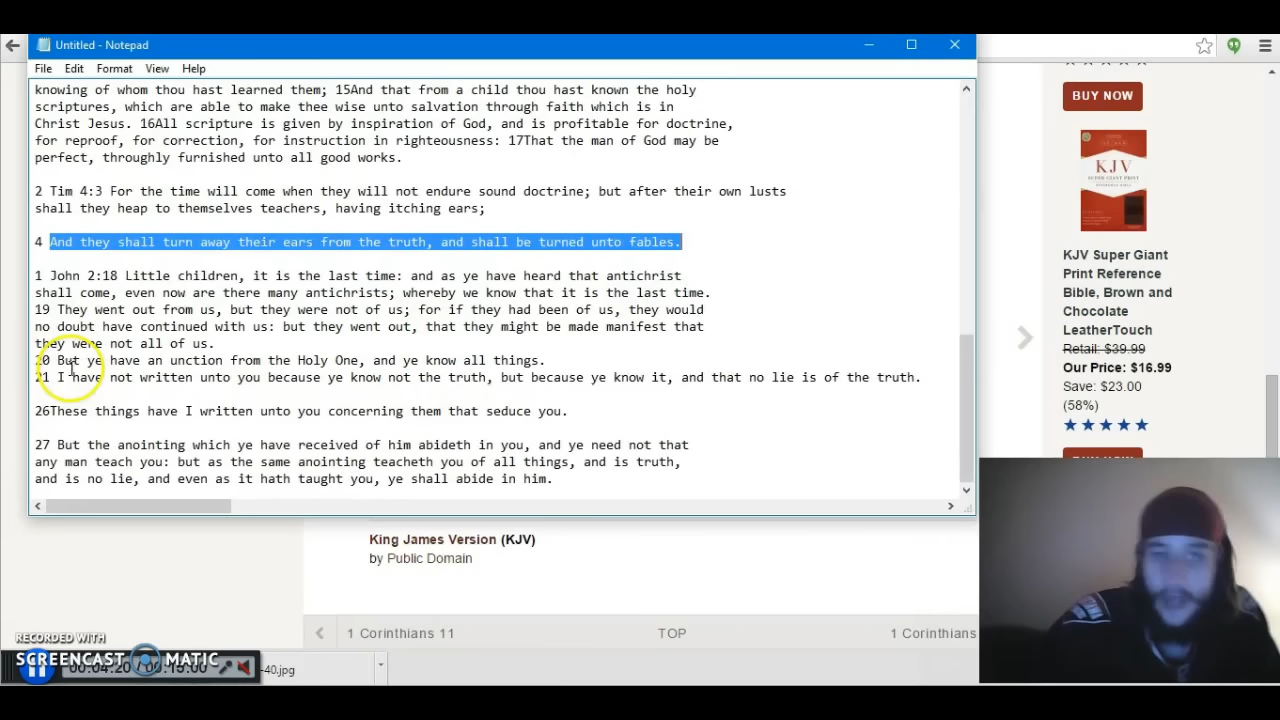 Untitled - Notepad
File Edit Format View Help
knowing of whom thou hast learned them; 15And that from a child thou hast known the holy
scriptures, which are able to make thee wise unto salvation through faith which is in
Christ Jesus. 16All scripture is given by inspiration of God, and is profitable for doctrine,
for reproof, for correction, for instruction in righteousness: 17That the man of God may be
perfect, throughly furnished unto all good works.
2 Tim 4:3 For the time will come when they will not endure sound doctrine; but after their own lusts
shall they heap to themselves teachers, having itching ears;
4 And they shall turn away their ears from the truth, and shall be turned unto fables.
1 John 2:18 Little children, it is the last time: and as ye have heard that antichrist
shall come, even now are there many antichrists; whereby we know that it is the last time.
19 They went out from us, but they were not of us; for if they had been of us, they would
no doubt have continued with us: but they went out, that they might be made manifest that
they were not all of us.
20 But ye have an unction from the Holy One, and ye know all things.
21 I have not written unto you because ye know not the truth, but because ye know it, and that no lie is of the truth.
26These things have I written unto you concerning them that seduce you.
27 But the anointing which ye have received of him abideth in you, and ye need not that
any man teach you: but as the same anointing teacheth you of all things, and is truth,
and is no lie, and even as it hath taught you, ye shall abide in him.
King James Version (KJV)
by Public Domain
1 Corinthians 11
TOP
1 Corinthians
BUY NOW
KJV
SUPER GIANT PRINT
KJV Super Giant
Print Reference
Bible, Brown and
Chocolate
LeatherTouch
Retail: $39.99
Our Price: $16.99
Save: $23.00
(58%)
RECORDED WITH
SCREENCAST MATIC
00:04:20 / 00:15:00
-40.jpg